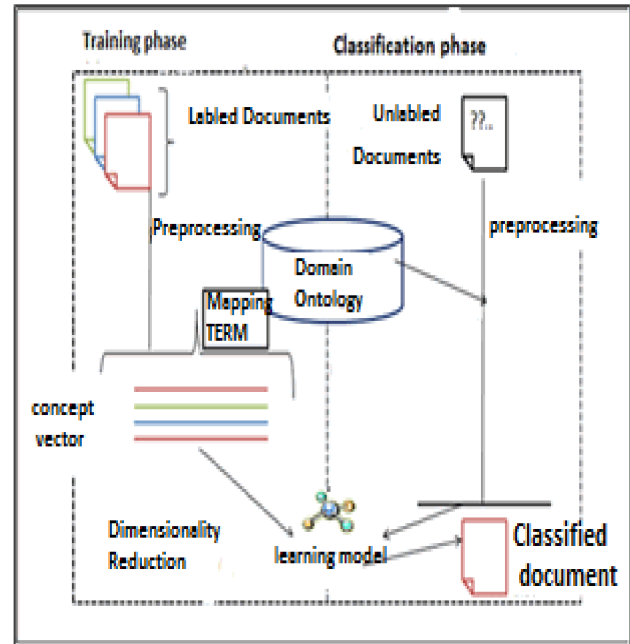 Training phase
Classification phase
Labled Documents
Unlabled
Documents
??..
Preprocessing
preprocessing
Domain
Ontology
Mapping
TERM
concept
vector
Dimensionality
Reduction
learning model
Classified
document